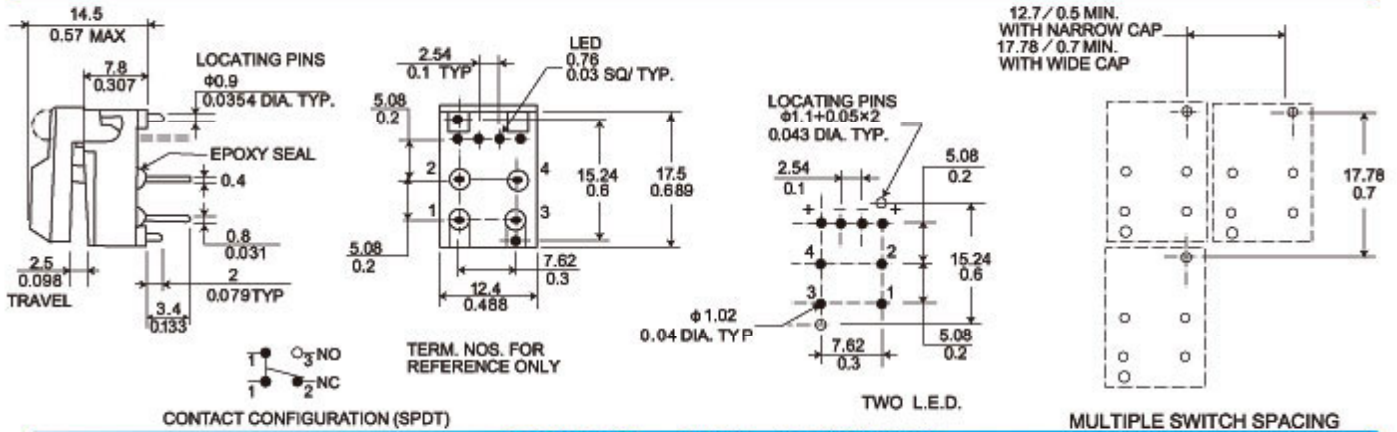 14.5
0.57 MAX
7.8
0.307
LOCATING PINS
Φ0.9
0.0354 DIA. TYP.
EPOXY SEAL
0.4
0.8
0.031
2.5
0.098
TRAVEL
2
0.079TYP
3.4
0.133
1 3 NO
1 2 NC
CONTACT CONFIGURATION (SPDT)
2.54
0.1 TYP
LED
0.76
0.03 SQ/ TYP.
5.08
0.2
2 4
1 3
15.24
0.6
17.5
0.689
5.08
0.2
7.62
0.3
12.4
0.488
TERM. NOS. FOR
REFERENCE ONLY
LOCATING PINS
Φ1.1+0.05×2
0.043 DIA. TYP.
2.54
0.1
5.08
0.2
+ - - +
4 2
3 1
15.24
0.6
Φ1.02
0.04 DIA. TYP
7.62
0.3
5.08
0.2
TWO L.E.D.
12.7 / 0.5 MIN.
WITH NARROW CAP
17.78 / 0.7 MIN.
WITH WIDE CAP
17.78
0.7
MULTIPLE SWITCH SPACING